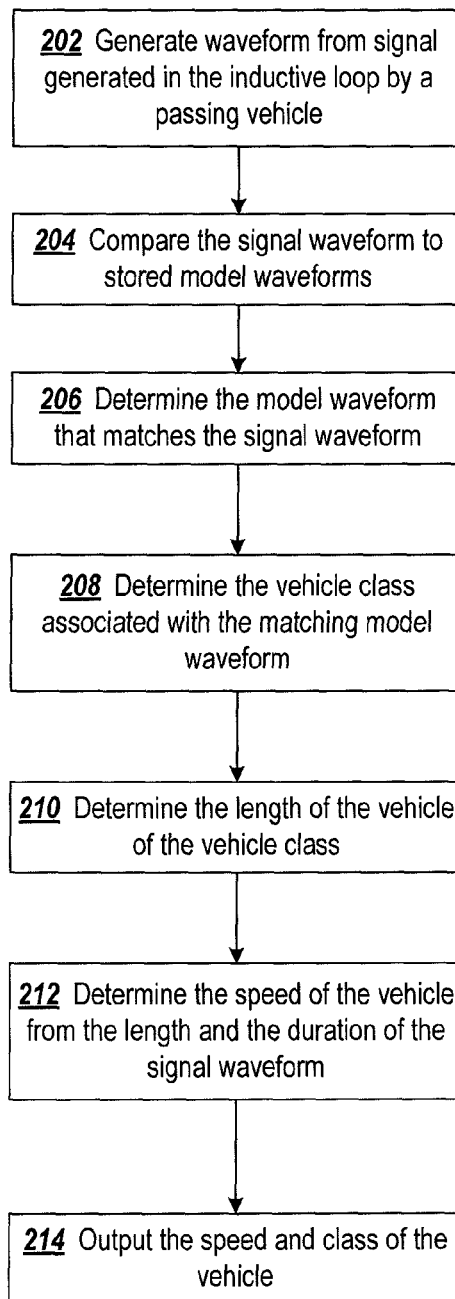 202 Generate waveform from signal
generated in the inductive loop by a
passing vehicle
204 Compare the signal waveform to
stored model waveforms
206 Determine the model waveform
that matches the signal waveform
208 Determine the vehicle class
associated with the matching model
waveform
210 Determine the length of the vehicle
of the vehicle class
212 Determine the speed of the vehicle
from the length and the duration of the
signal waveform
214 Output the speed and class of the
vehicle